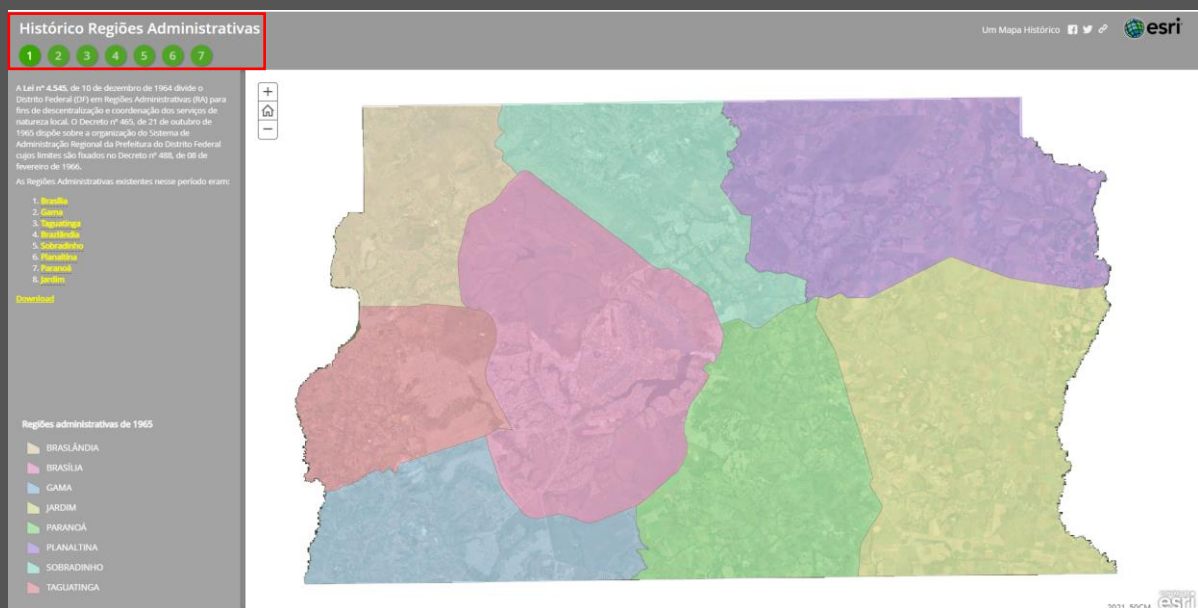 Histórico Regiões Administrativas
Um Mapa Histórico
esri
1 2 3 4 5 6 7
A Lei nº 4.545, de 10 de dezembro de 1964 divide o
Distrito Federal (DF) em Regiões Administrativas (RA) para
fins de descentralização e coordenação dos serviços de
natureza local. O Decreto nº 465, de 21 de outubro de
1965 dispõe sobre a organização do Sistema de
Administração Regional da Prefeitura do Distrito Federal
cujos limites são fixados no Decreto nº 488, de 08 de
fevereiro de 1966.
As Regiões Administrativas existentes nesse período eram:
1. Brasília
2. Gama
3. Taguatinga
4. Brazlândia
5. Sobradinho
6. Planaltina
7. Paranoá
8. Jardim
Download
Regiões administrativas de 1965
BRASLÂNDIA
BRASÍLIA
GAMA
JARDIM
PARANOÁ
PLANALTINA
SOBRADINHO
TAGUATINGA
2021, 50CM
esri